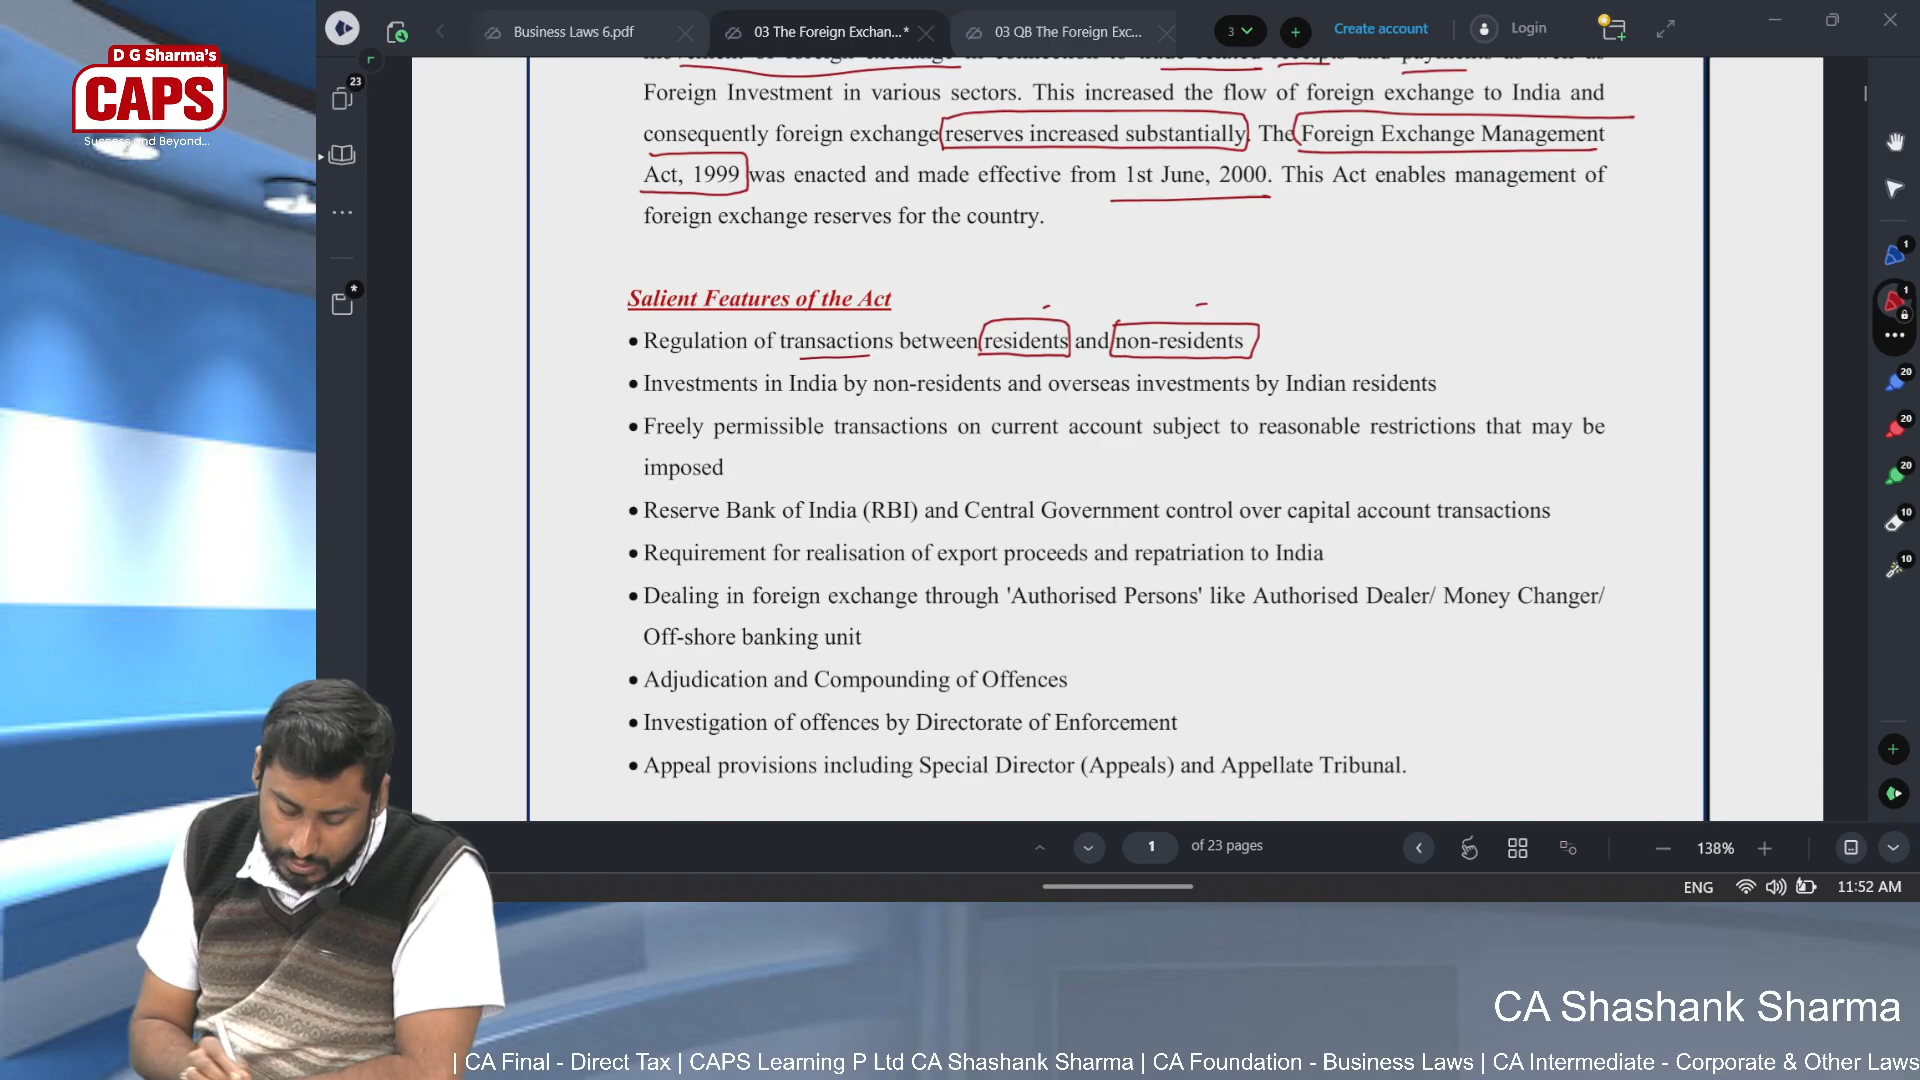 D G Sharma's
CAPS
Success and Beyond...
Business Laws 6.pdf
03 The Foreign Exchan...*
03 QB The Foreign Exc...
3
Create account
Login
23
Foreign Investment in various sectors. This increased the flow of foreign exchange to India and
consequently foreign exchange reserves increased substantially. The Foreign Exchange Management
Act, 1999 was enacted and made effective from 1st June, 2000. This Act enables management of
foreign exchange reserves for the country.
Salient Features of the Act
• Regulation of transactions between residents and non-residents
• Investments in India by non-residents and overseas investments by Indian residents
• Freely permissible transactions on current account subject to reasonable restrictions that may be
imposed
• Reserve Bank of India (RBI) and Central Government control over capital account transactions
• Requirement for realisation of export proceeds and repatriation to India
• Dealing in foreign exchange through 'Authorised Persons' like Authorised Dealer/ Money Changer/
Off-shore banking unit
• Adjudication and Compounding of Offences
• Investigation of offences by Directorate of Enforcement
• Appeal provisions including Special Director (Appeals) and Appellate Tribunal.
1
1
20
20
20
10
10
1 of 23 pages
138%
ENG
11:52 AM
CA Shashank Sharma
| CA Final - Direct Tax | CAPS Learning P Ltd CA Shashank Sharma | CA Foundation - Business Laws | CA Intermediate - Corporate & Other Laws